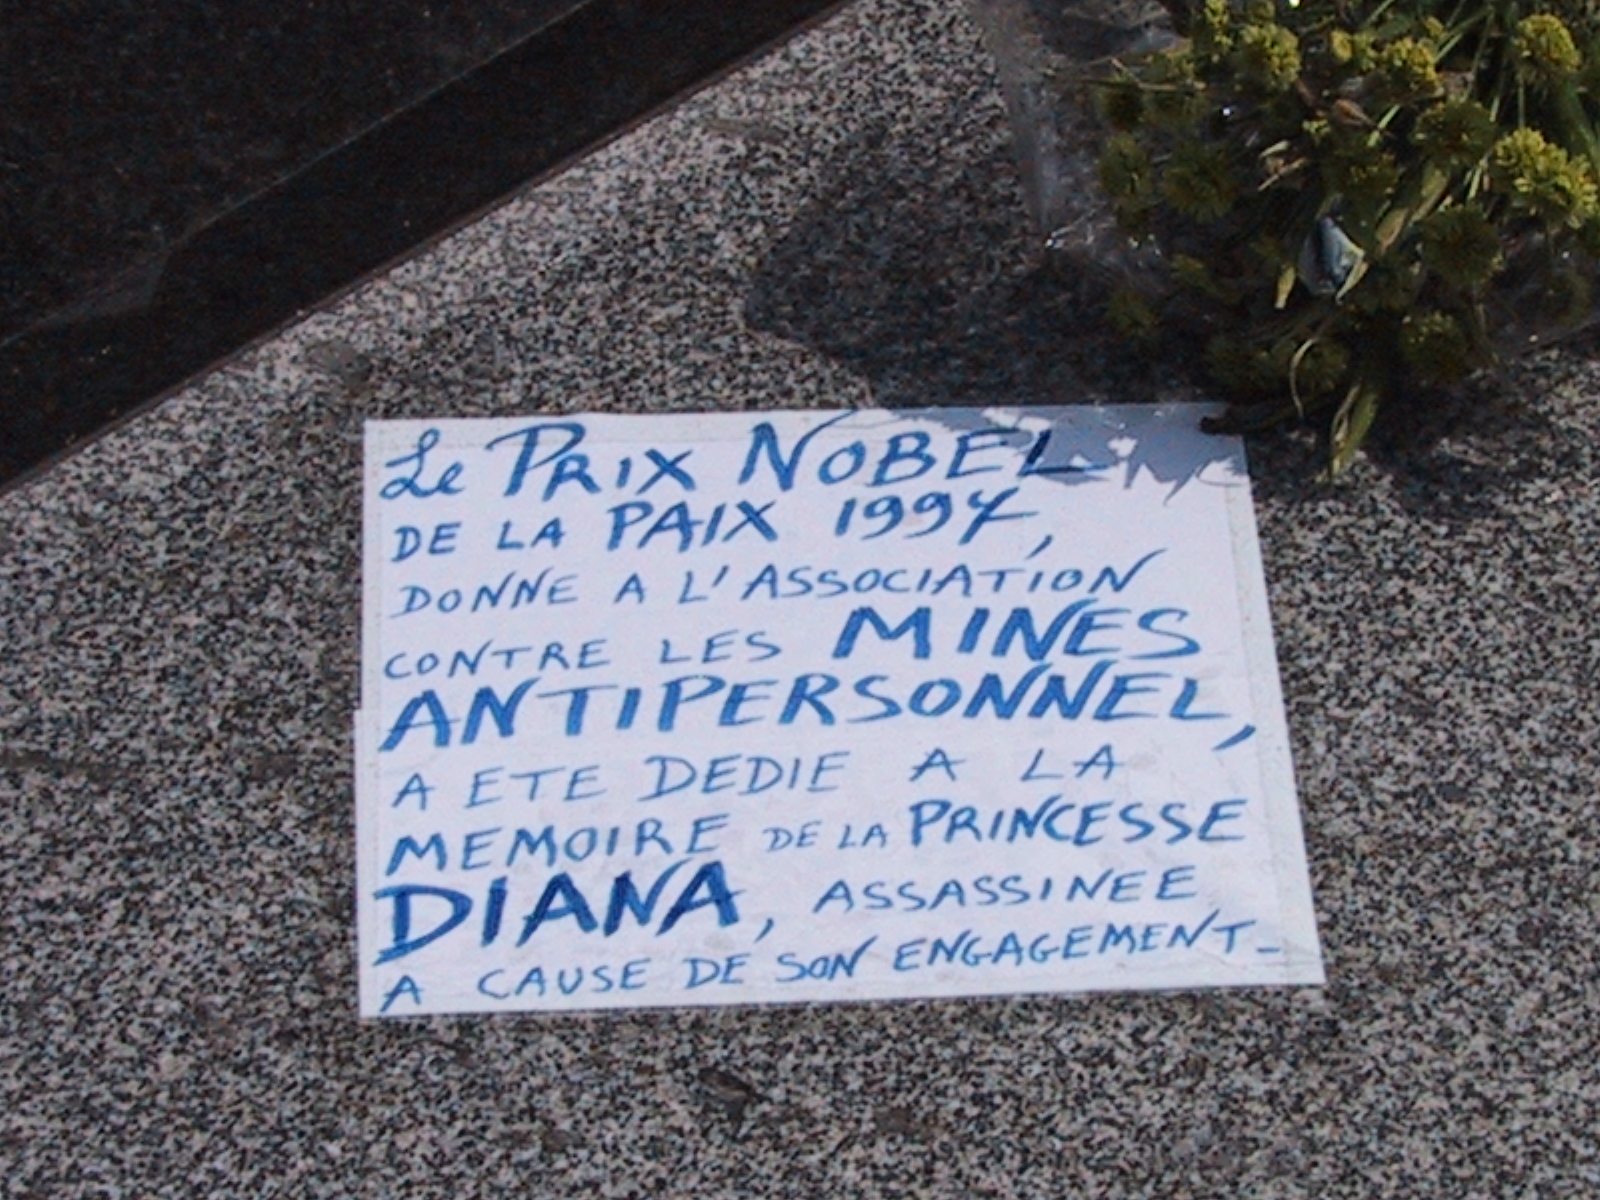 Le PRIX NOBEL
DE LA PAIX 1997,
DONNE A L'ASSOCIATION
CONTRE LES MINES
ANTIPERSONNEL,
A ETE DEDIE A LA
MEMOIRE DE LA PRINCESSE
DIANA, ASSASSINEE
A CAUSE DE SON ENGAGEMENT_